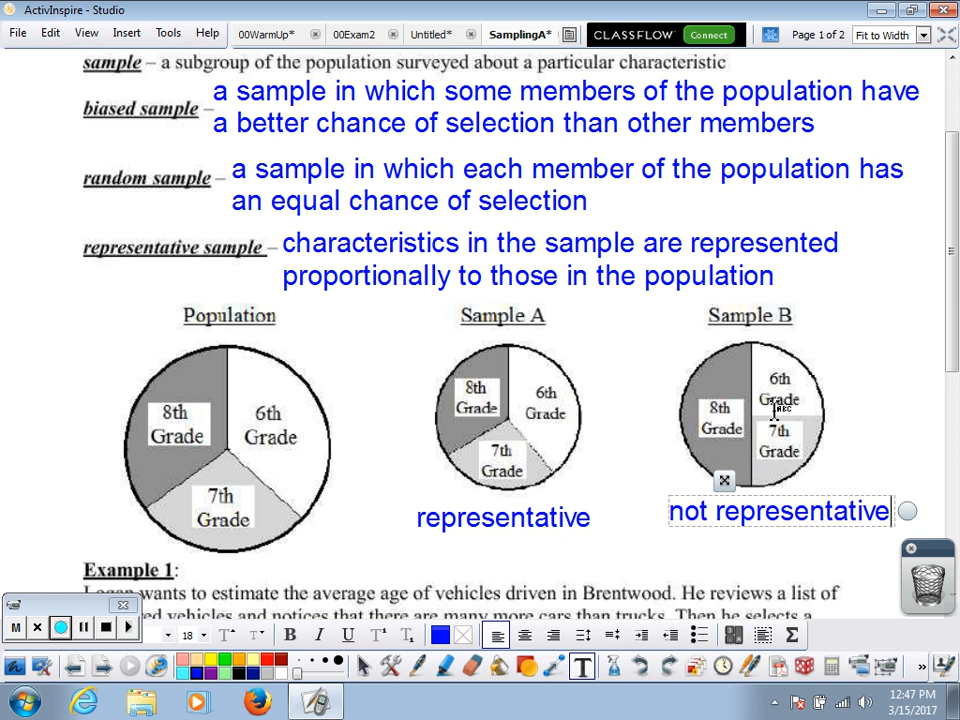 ActivInspire - Studio
File Edit View Insert Tools Help 00WarmUp* 00Exam2 Untitled* SamplingA* CLASSFLOW Connect Page 1 of 2 Fit to Width
sample – a subgroup of the population surveyed about a particular characteristic
biased sample – a sample in which some members of the population have
a better chance of selection than other members
random sample – a sample in which each member of the population has
an equal chance of selection
representative sample – characteristics in the sample are represented
proportionally to those in the population
Population Sample A Sample B
8th
Grade
6th
Grade
7th
Grade
8th
Grade
6th
Grade
7th
Grade
8th
Grade
6th
Grade
7th
Grade
ABC
representative
not representative
Example 1:
wants to estimate the average age of vehicles driven in Brentwood. He reviews a list of
vehicles and notices that there are many more cars than trucks. Then he selects a
M
18 B I U T
T
12:47 PM
3/15/2017